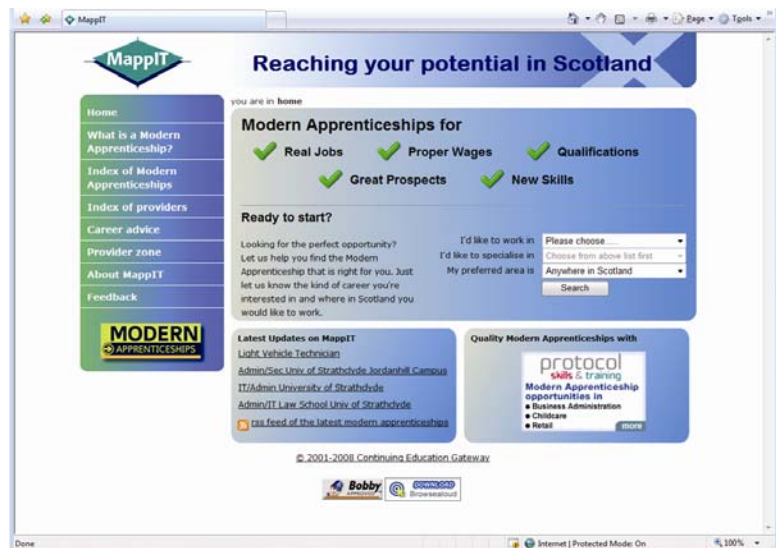 MappIT
Page
Tools
MappIT
Reaching your potential in Scotland
Home
What is a Modern
Apprenticeship?
Index of Modern
Apprenticeships
Index of providers
Career advice
Provider zone
About MappIT
Feedback
MODERN
APPRENTICESHIPS
you are in home
Modern Apprenticeships for
Real Jobs
Proper Wages
Qualifications
Great Prospects
New Skills
Ready to start?
Looking for the perfect opportunity?
Let us help you find the Modern
Apprenticeship that is right for you. Just
let us know the kind of career you're
interested in and where in Scotland you
would like to work.
I'd like to work in Please choose.....
I'd like to specialise in Choose from above list first
My preferred area is Anywhere in Scotland
Search
Latest Updates on MappIT
Light Vehicle Technician
Admin/Sec Univ of Strathclyde Jordanhill Campus
IT/Admin University of Strathclyde
Admin/IT Law School Univ of Strathclyde
rss feed of the latest modern apprenticeships
Quality Modern Apprenticeships with
protocol
skills & training
Modern Apprenticeship
opportunities in
● Business Administration
● Childcare
● Retail
more
© 2001-2008 Continuing Education Gateway
Bobby
APPROVED
DOWNLOAD
Browsealoud
Done
Internet | Protected Mode: On
100%